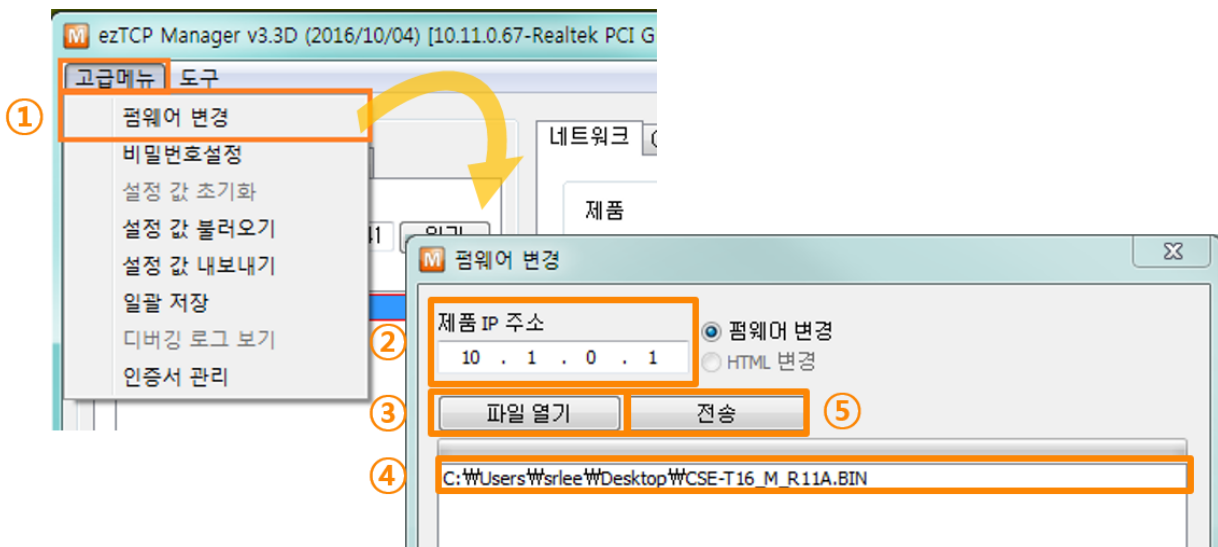 M ezTCP Manager v3.3D (2016/10/04) [10.11.0.67-Realtek PCI G
고급메뉴 도구
① 펌웨어 변경
비밀번호설정
설정 값 초기화
설정 값 불러오기
설정 값 내보내기
일괄 저장
디버깅 로그 보기
인증서 관리
네트워크
제품
41
M 펌웨어 변경
② 제품 IP 주소
10 . 1 . 0 . 1
펌웨어 변경
HTML 변경
③ 파일 열기 전송 ⑤
④ C:₩Users₩srlee₩Desktop₩CSE-T16_M_R11A.BIN